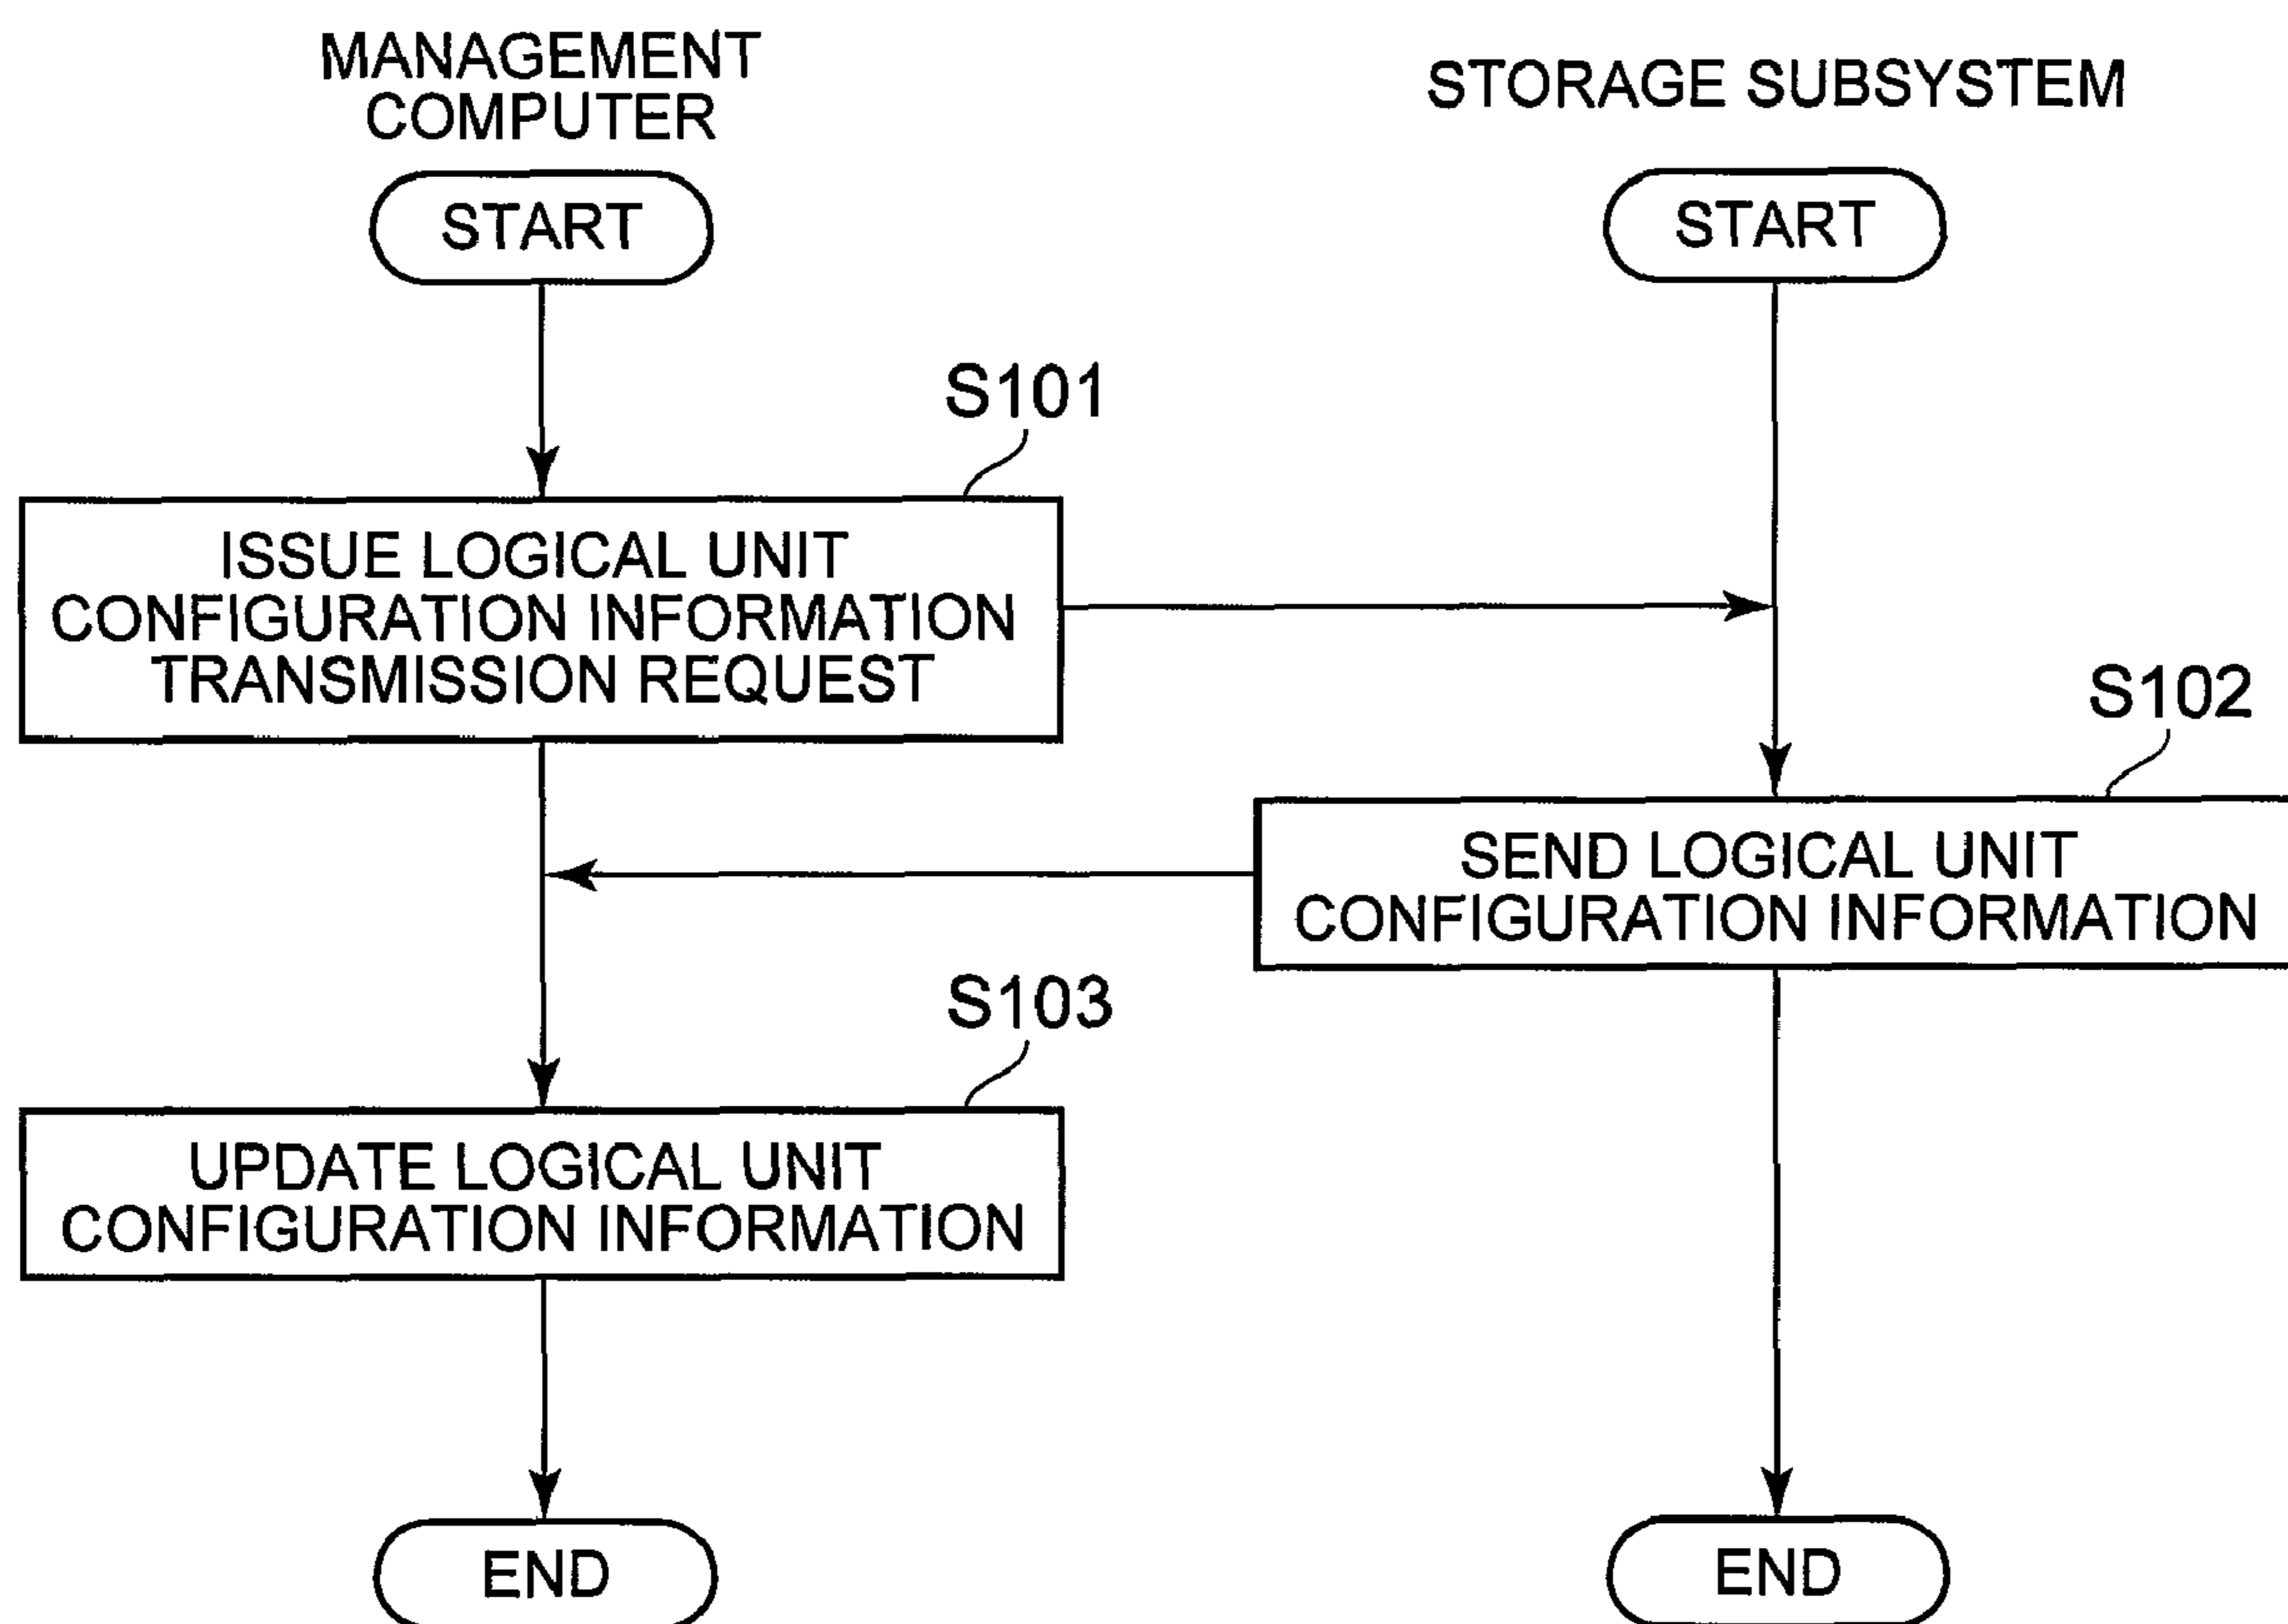 MANAGEMENT
COMPUTER
STORAGE SUBSYSTEM
START
START
S101
ISSUE LOGICAL UNIT
CONFIGURATION INFORMATION
TRANSMISSION REQUEST
S102
SEND LOGICAL UNIT
CONFIGURATION INFORMATION
S103
UPDATE LOGICAL UNIT
CONFIGURATION INFORMATION
END
END